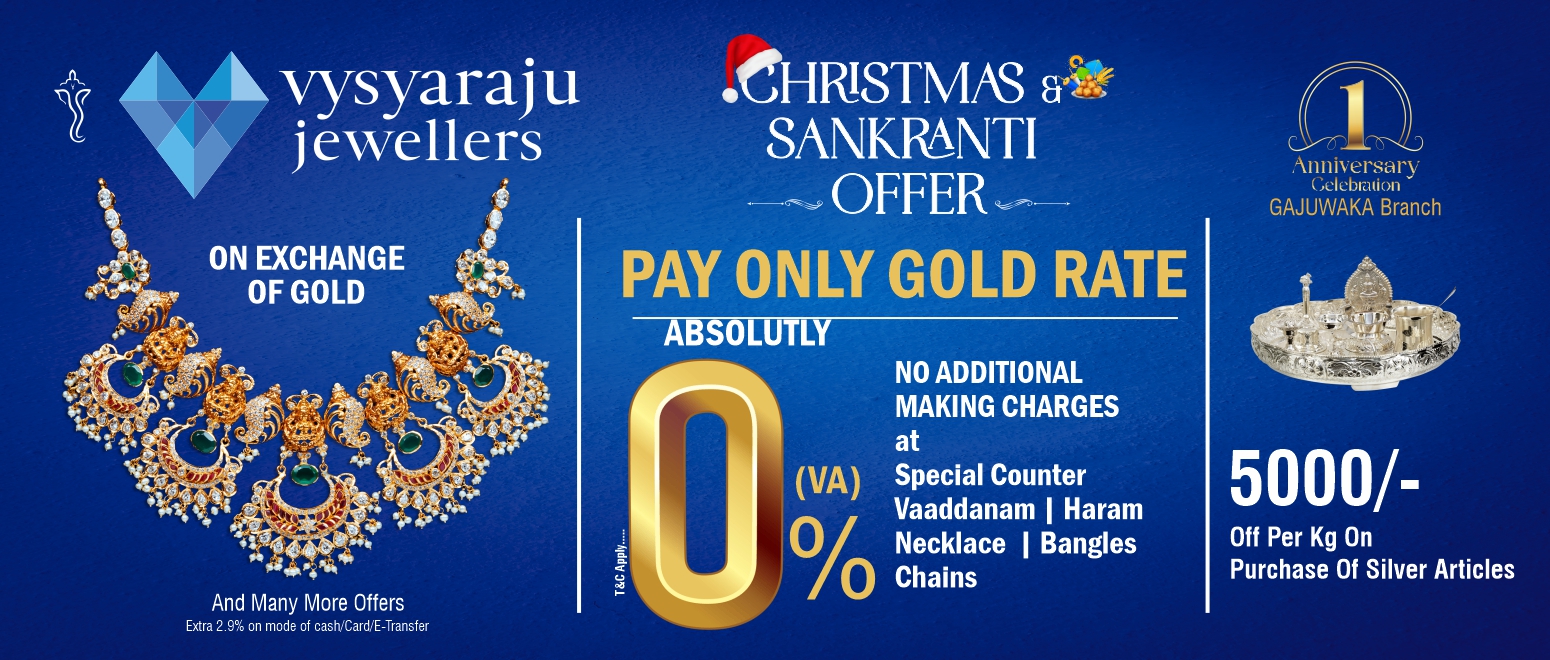 vysyaraju
jewellers
ON EXCHANGE
OF GOLD
And Many More Offers
Extra 2.9% on mode of cash/Card/E-Transfer
CHRISTMAS &
SANKRANTI
OFFER
PAY ONLY GOLD RATE
ABSOLUTLY
0
(VA)
%
T&C Apply.....
NO ADDITIONAL
MAKING CHARGES
at
Special Counter
Vaaddanam | Haram
Necklace | Bangles
Chains
1
Anniversary
Celebration
GAJUWAKA Branch
5000/-
Off Per Kg On
Purchase Of Silver Articles